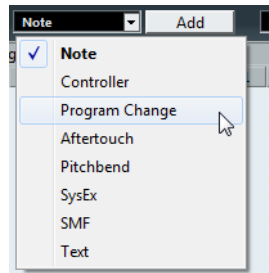 Note Add
Note
Controller
Program Change
Aftertouch
Pitchbend
SysEx
SMF
Text